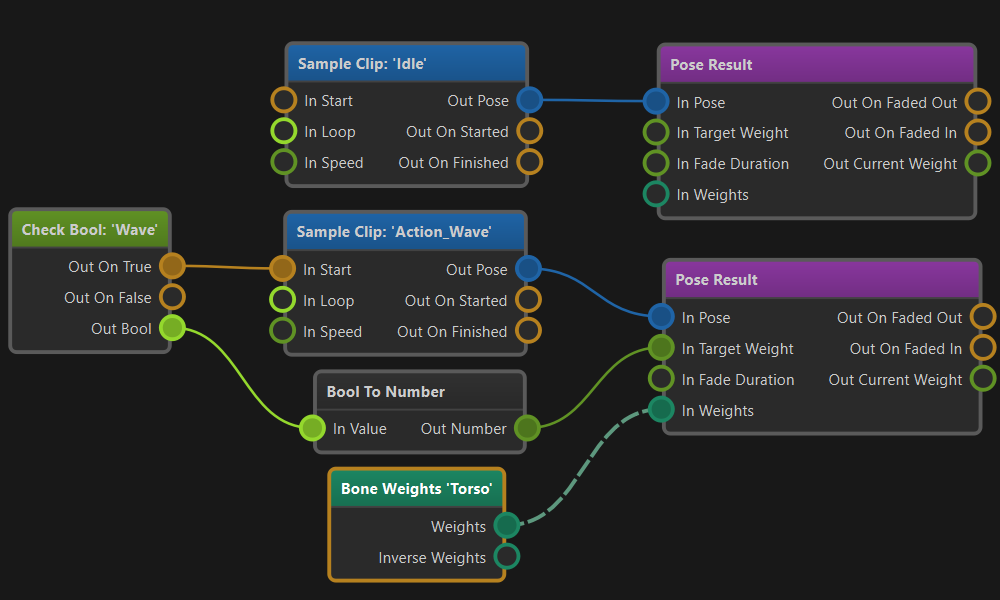 Sample Clip: 'Idle'
In Start
Out Pose
In Loop
Out On Started
In Speed
Out On Finished
Pose Result
In Pose
Out On Faded Out
In Target Weight
Out On Faded In
In Fade Duration
Out Current Weight
In Weights
Check Bool: 'Wave'
Out On True
Out On False
Out Bool
Sample Clip: 'Action_Wave'
In Start
Out Pose
In Loop
Out On Started
In Speed
Out On Finished
Pose Result
In Pose
Out On Faded Out
In Target Weight
Out On Faded In
In Fade Duration
Out Current Weight
In Weights
Bool To Number
In Value
Out Number
Bone Weights 'Torso'
Weights
Inverse Weights